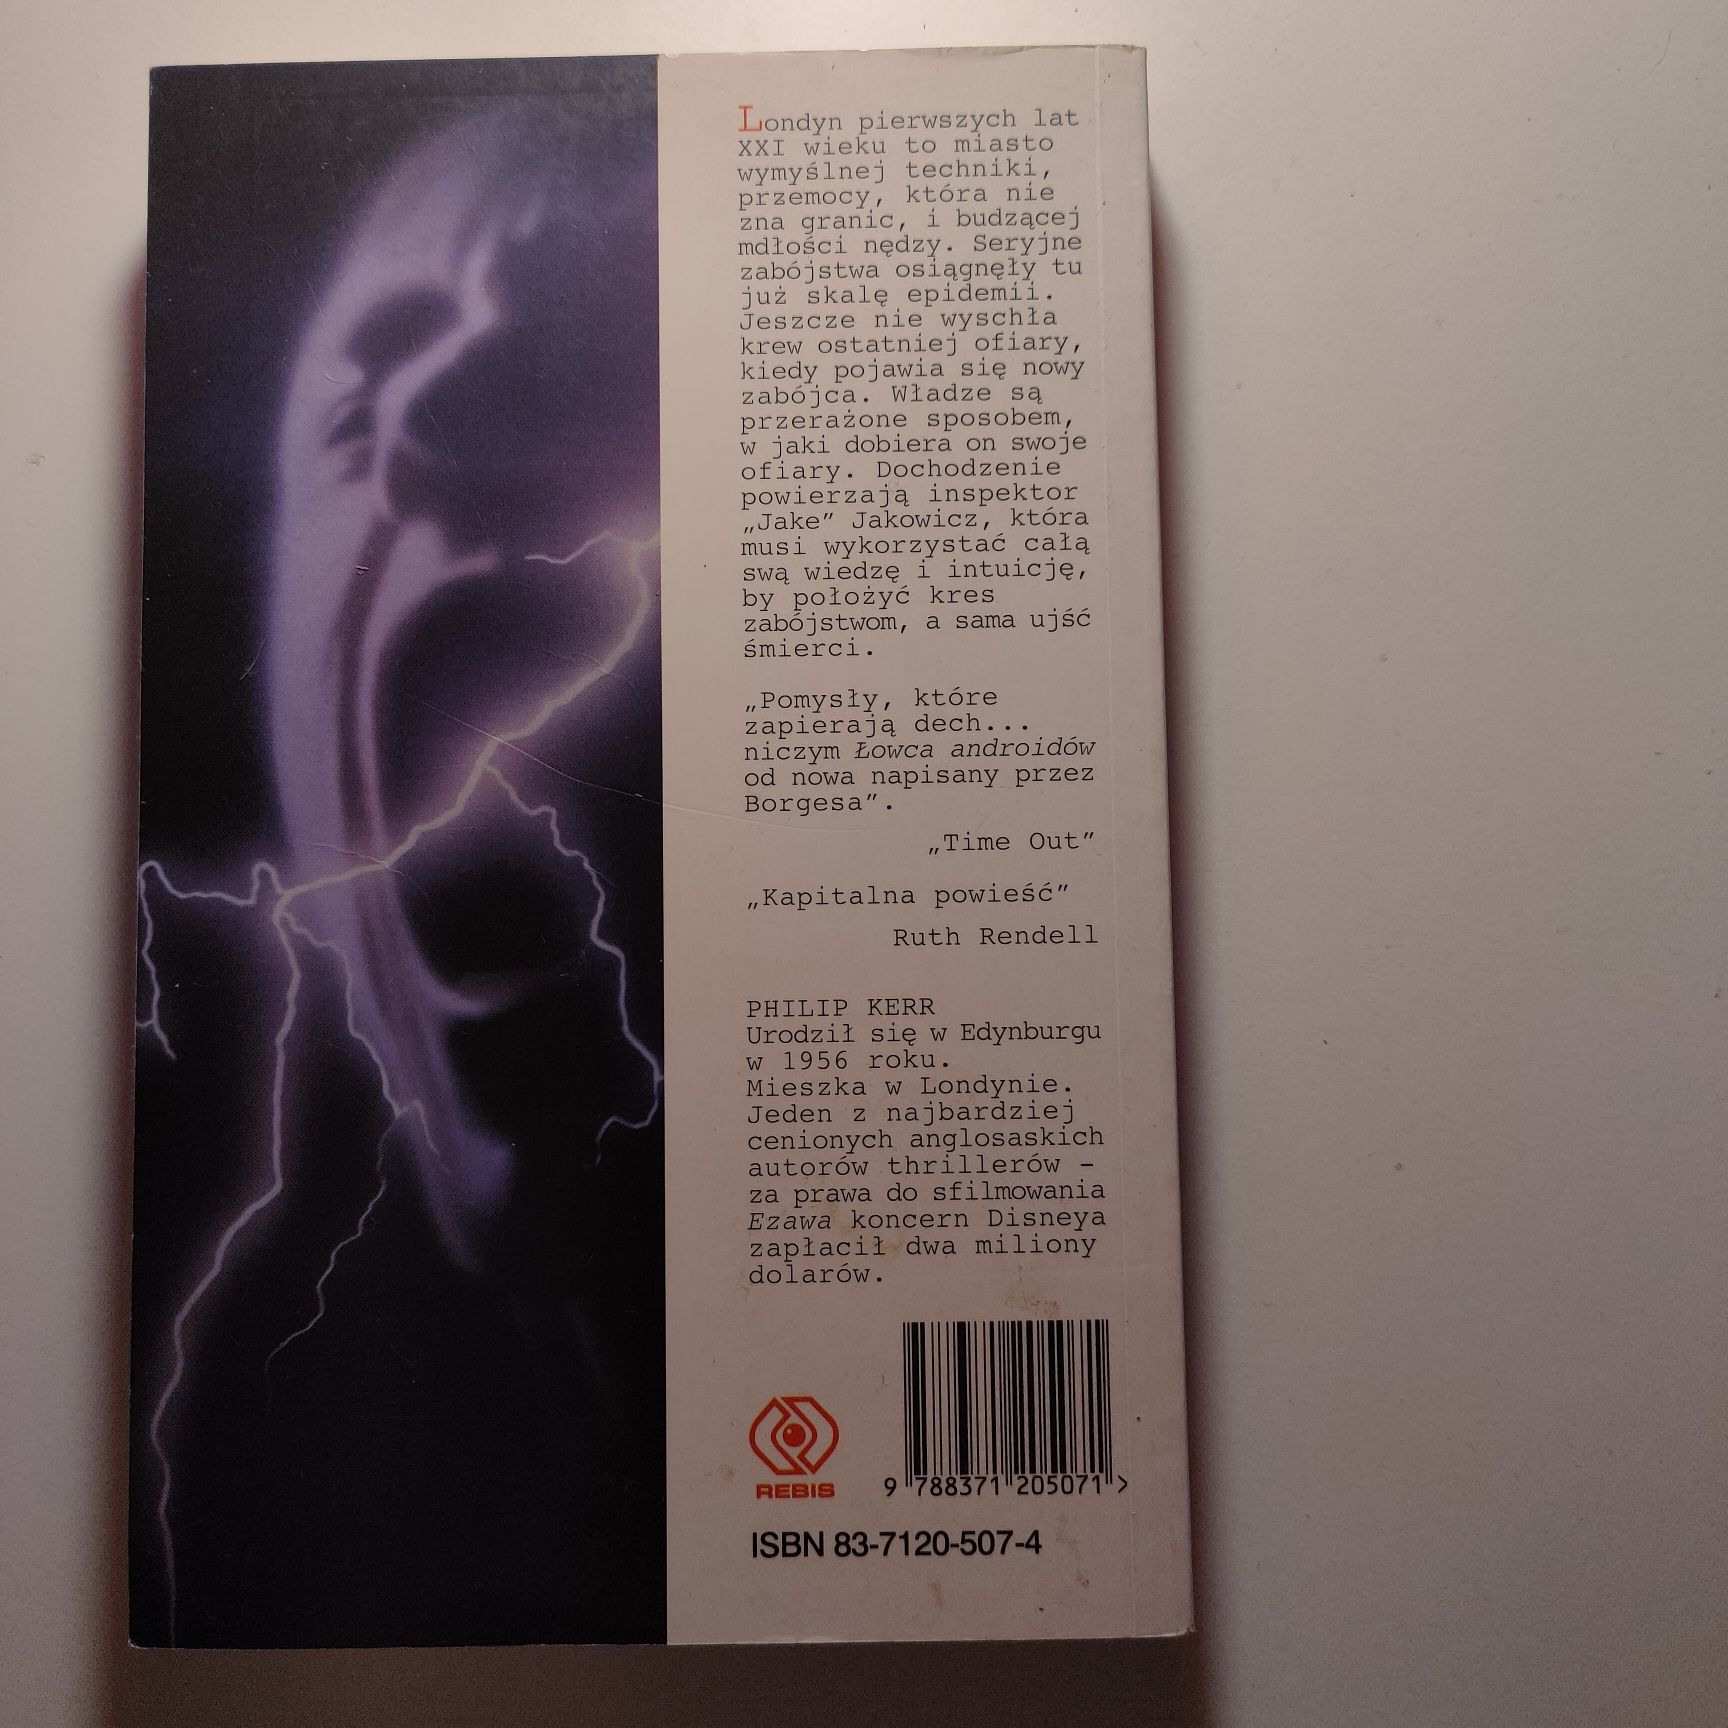 Londyn pierwszych lat
XXI wieku to miasto
wymyślnej techniki,
przemocy, która nie
zna granic, i budzącej
mdłości nędzy. Seryjne
zabójstwa osiągnęły tu
już skalę epidemii.
Jeszcze nie wyschła
krew ostatniej ofiary,
kiedy pojawia się nowy
zabójca. Władze są
przerażone sposobem,
w jaki dobiera on swoje
ofiary. Dochodzenie
powierzają inspektor
„Jake” Jakowicz, która
musi wykorzystać całą
swą wiedzę i intuicję,
by położyć kres
zabójstwom, a sama ujść
śmierci.
„Pomysły, które
zapierają dech...
niczym Łowca androidów
od nowa napisany przez
Borgesa”.
„Time Out”
„Kapitalna powieść”
Ruth Rendell
PHILIP KERR
Urodził się w Edynburgu
w 1956 roku.
Mieszka w Londynie.
Jeden z najbardziej
cenionych anglosaskich
autorów thrillerów –
za prawa do sfilmowania
Ezawa koncern Disneya
zapłacił dwa miliony
dolarów.
REBIS
9 788371 205071 >
ISBN 83-7120-507-4